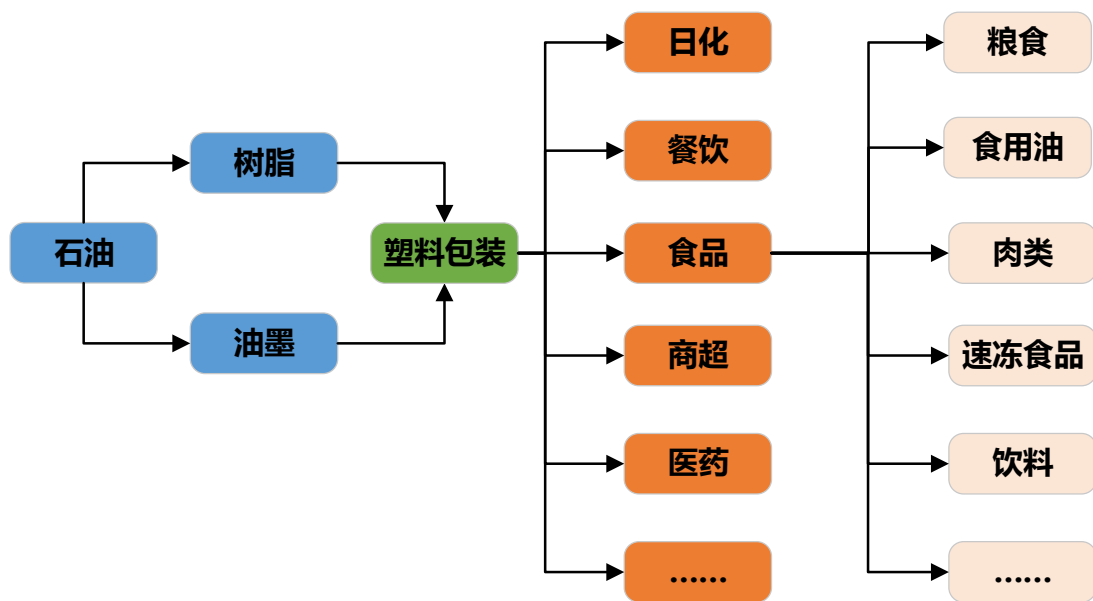 石油
树脂
油墨
塑料包装
日化
餐饮
食品
商超
医药
……
粮食
食用油
肉类
速冻食品
饮料
……